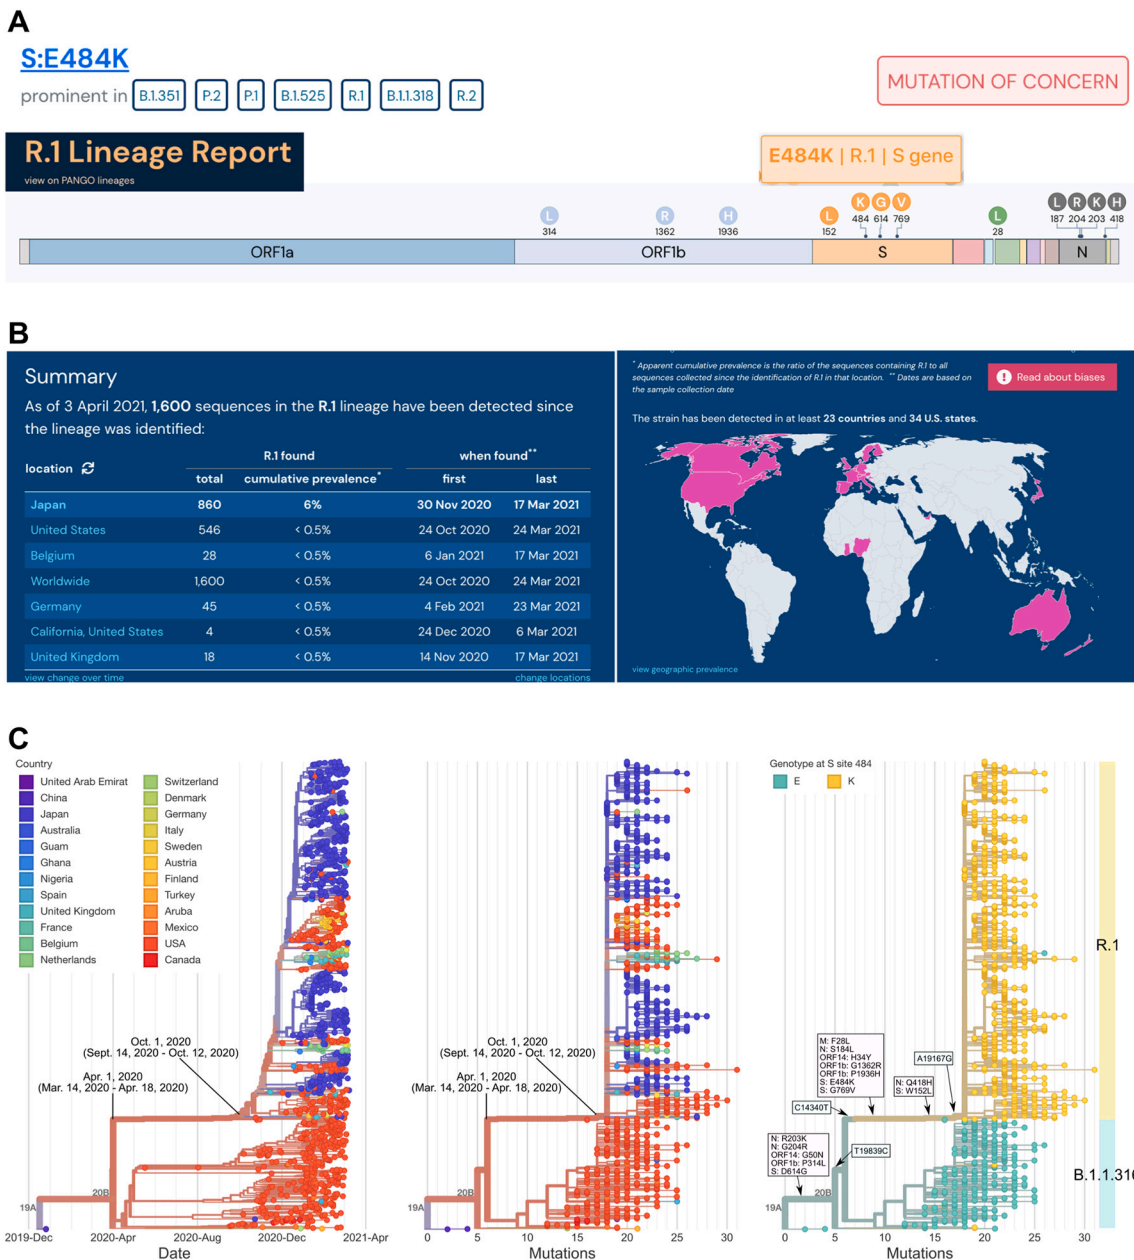 A
S:E484K
prominent in B.1.351 P.2 P.1 B.1.525 R.1 B.1.1.318 R.2
MUTATION OF CONCERN
R.1 Lineage Report
view on PANGO lineages
E484K | R.1 | S gene
L R H L K G V L L R K H
314 1362 1936 152 484 614 769 28 187 204 203 418
ORF1a ORF1b S N
B
Summary
As of 3 April 2021, 1,600 sequences in the R.1 lineage have been detected since
the lineage was identified:
R.1 found when found**
location total cumulative prevalence* first last
Japan 860 6% 30 Nov 2020 17 Mar 2021
United States 546 < 0.5% 24 Oct 2020 24 Mar 2021
Belgium 28 < 0.5% 6 Jan 2021 17 Mar 2021
Worldwide 1,600 < 0.5% 24 Oct 2020 24 Mar 2021
Germany 45 < 0.5% 4 Feb 2021 23 Mar 2021
California, United States 4 < 0.5% 24 Dec 2020 6 Mar 2021
United Kingdom 18 < 0.5% 14 Nov 2020 17 Mar 2021
view change over time change locations
* Apparent cumulative prevalence is the ratio of the sequences containing R.1 to all
sequences collected since the identification of R.1 in that location. ** Dates are based on
the sample collection date
! Read about biases
The strain has been detected in at least 23 countries and 34 U.S. states.
view geographic prevalence
C
Country
United Arab Emirat
China
Japan
Australia
Guam
Ghana
Nigeria
Spain
United Kingdom
France
Belgium
Netherlands
Switzerland
Denmark
Germany
Italy
Sweden
Austria
Finland
Turkey
Aruba
Mexico
USA
Canada
Oct. 1, 2020
(Sept. 14, 2020 - Oct. 12, 2020)
Apr. 1, 2020
(Mar. 14, 2020 - Apr. 18, 2020)
20B
19A
2019-Dec 2020-Apr 2020-Aug 2020-Dec 2021-Apr
Date
Oct. 1, 2020
(Sept. 14, 2020 - Oct. 12, 2020)
Apr. 1, 2020
(Mar. 14, 2020 - Apr. 18, 2020)
20B
19A
0 5 10 15 20 25 30
Mutations
Genotype at S site 484
E K
R.1
M: F28L
N: S184L
ORF14: H34Y
ORF1b: G1362R
ORF1b: P1936H
S: E484K
S: G769V
A19167G
N: Q418H
S: W152L
C14340T
N: R203K
N: G204R
ORF14: G50N
ORF1b: P314L
S: D614G
T19839C
20B
19A
B.1.1.316
0 5 10 15 20 25 30
Mutations